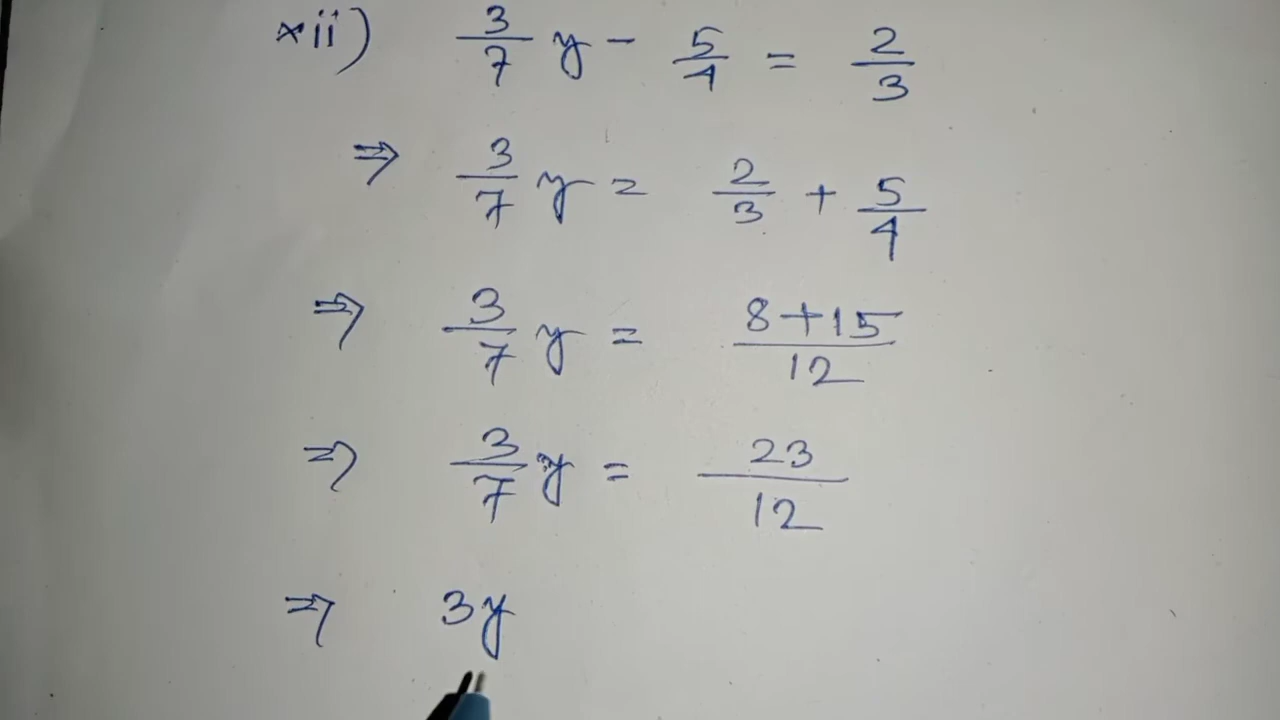 xii) 3/7 y - 5/4 = 2/3
⇒ 3/7 y = 2/3 + 5/4
⇒ 3/7 y = 8+15/12
⇒ 3/7 y = 23/12
⇒ 3y